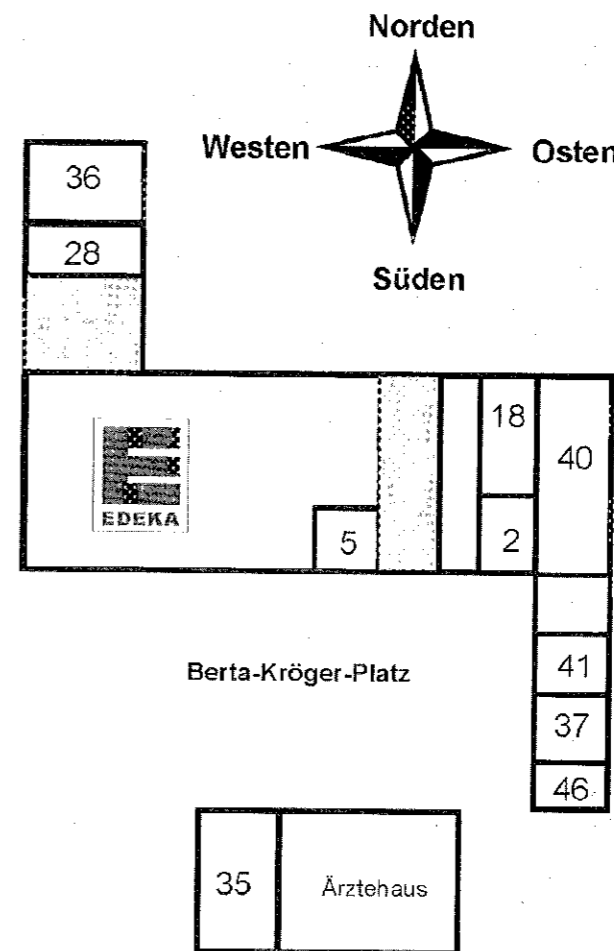 Norden
Westen
Osten
Süden
36
28
18
40
EDEKA
5
2
Berta-Kröger-Platz
41
37
46
35
Ärztehaus